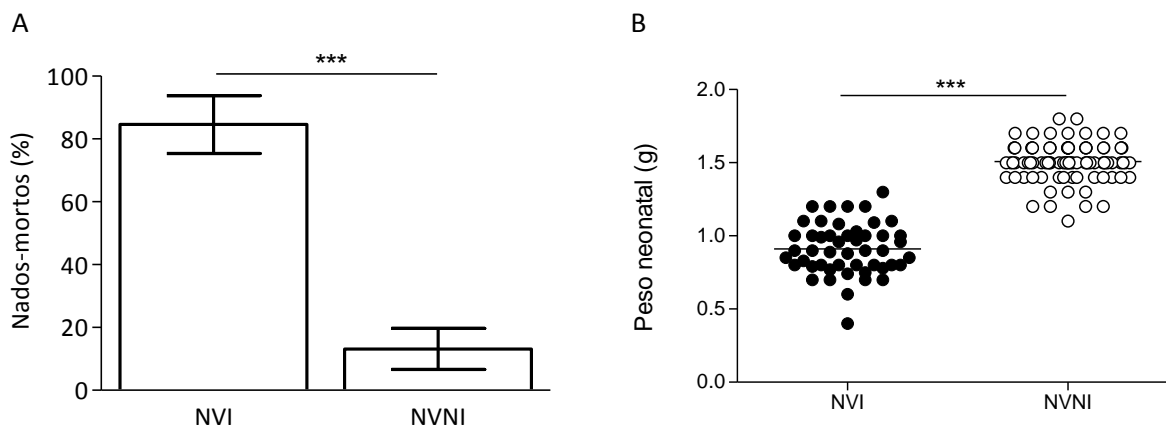 A
Nados-mortos (%)
100
80
60
40
20
0
***
NVI
NVNI
B
Peso neonatal (g)
2.0
1.5
1.0
0.5
0.0
***
NVI
NVNI